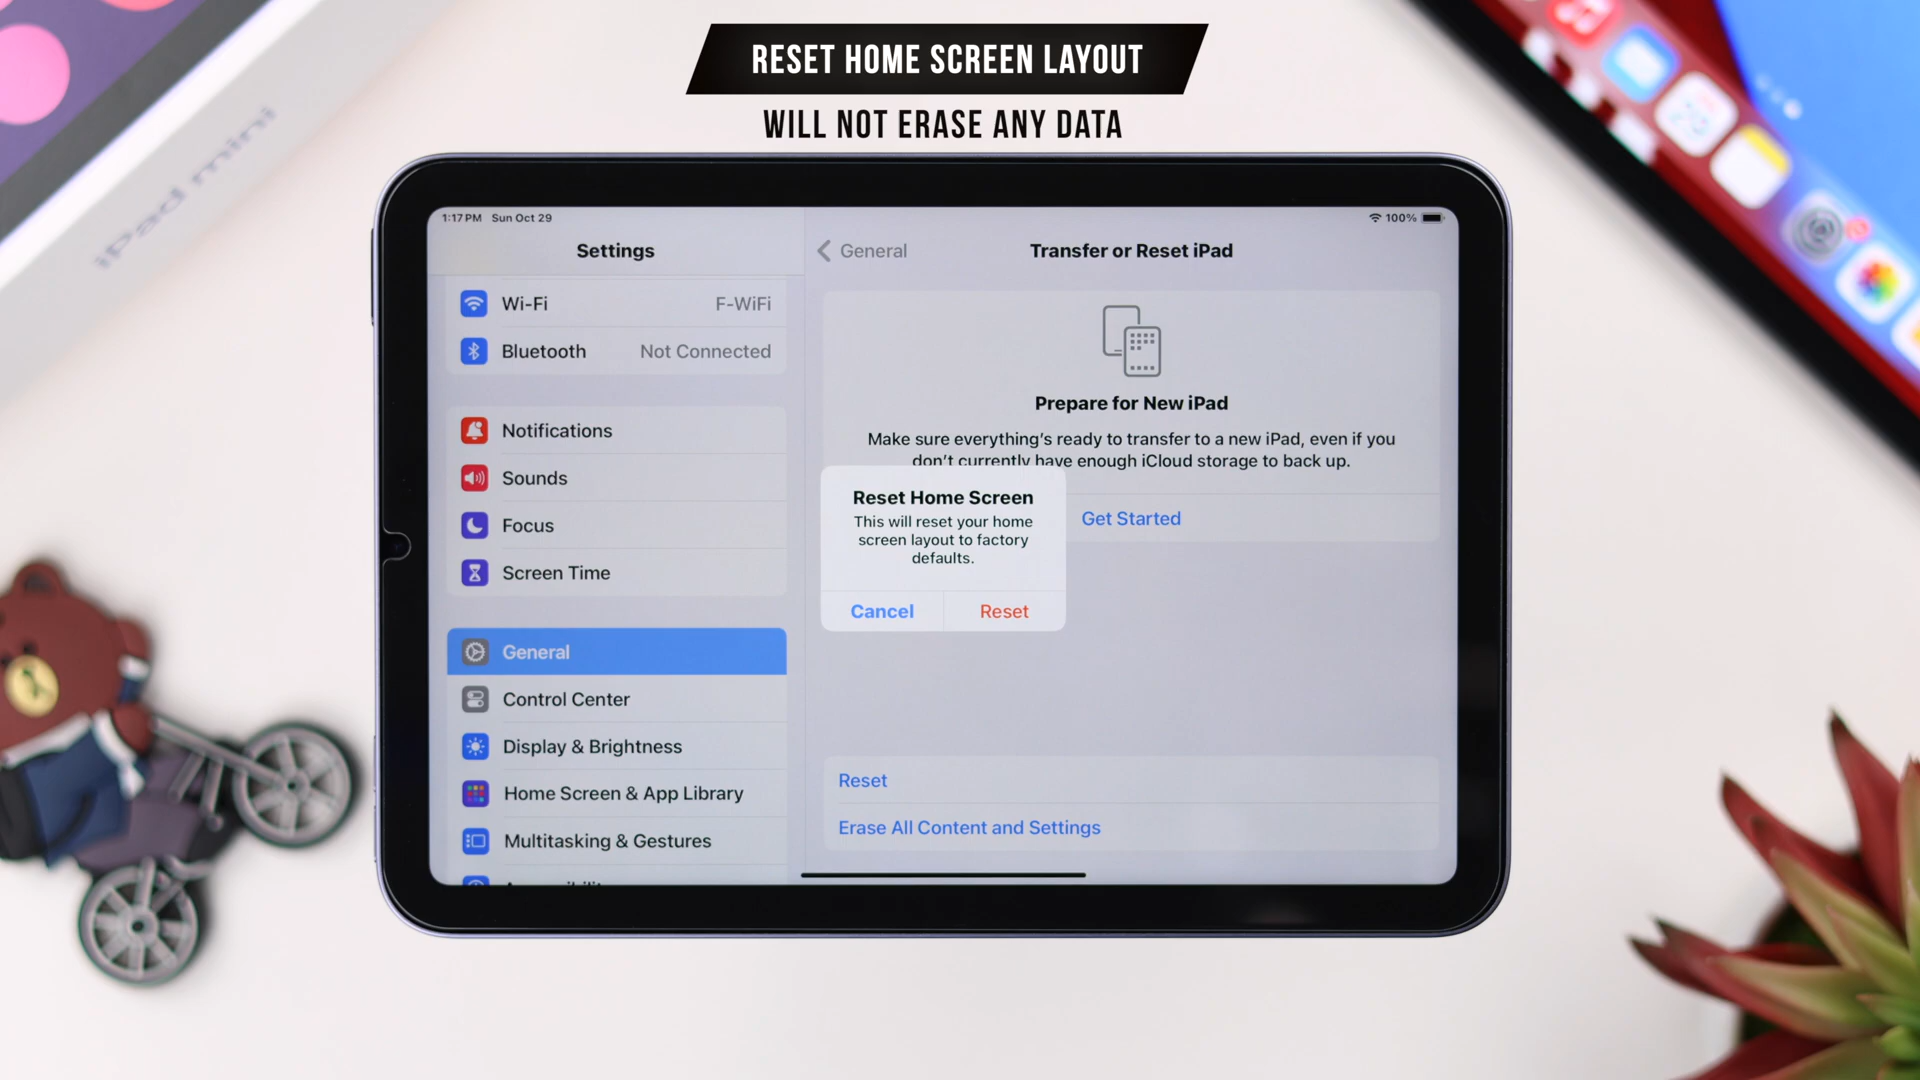 RESET HOME SCREEN LAYOUT
WILL NOT ERASE ANY DATA
iPad mini
1:17 PM Sun Oct 29
100%
Settings
Wi-Fi F-WiFi
Bluetooth Not Connected
Notifications
Sounds
Focus
Screen Time
General
Control Center
Display & Brightness
Home Screen & App Library
Multitasking & Gestures
General
Transfer or Reset iPad
Prepare for New iPad
Make sure everything's ready to transfer to a new iPad, even if you
don't currently have enough iCloud storage to back up.
Get Started
Reset Home Screen
This will reset your home
screen layout to factory
defaults.
Cancel Reset
Reset
Erase All Content and Settings